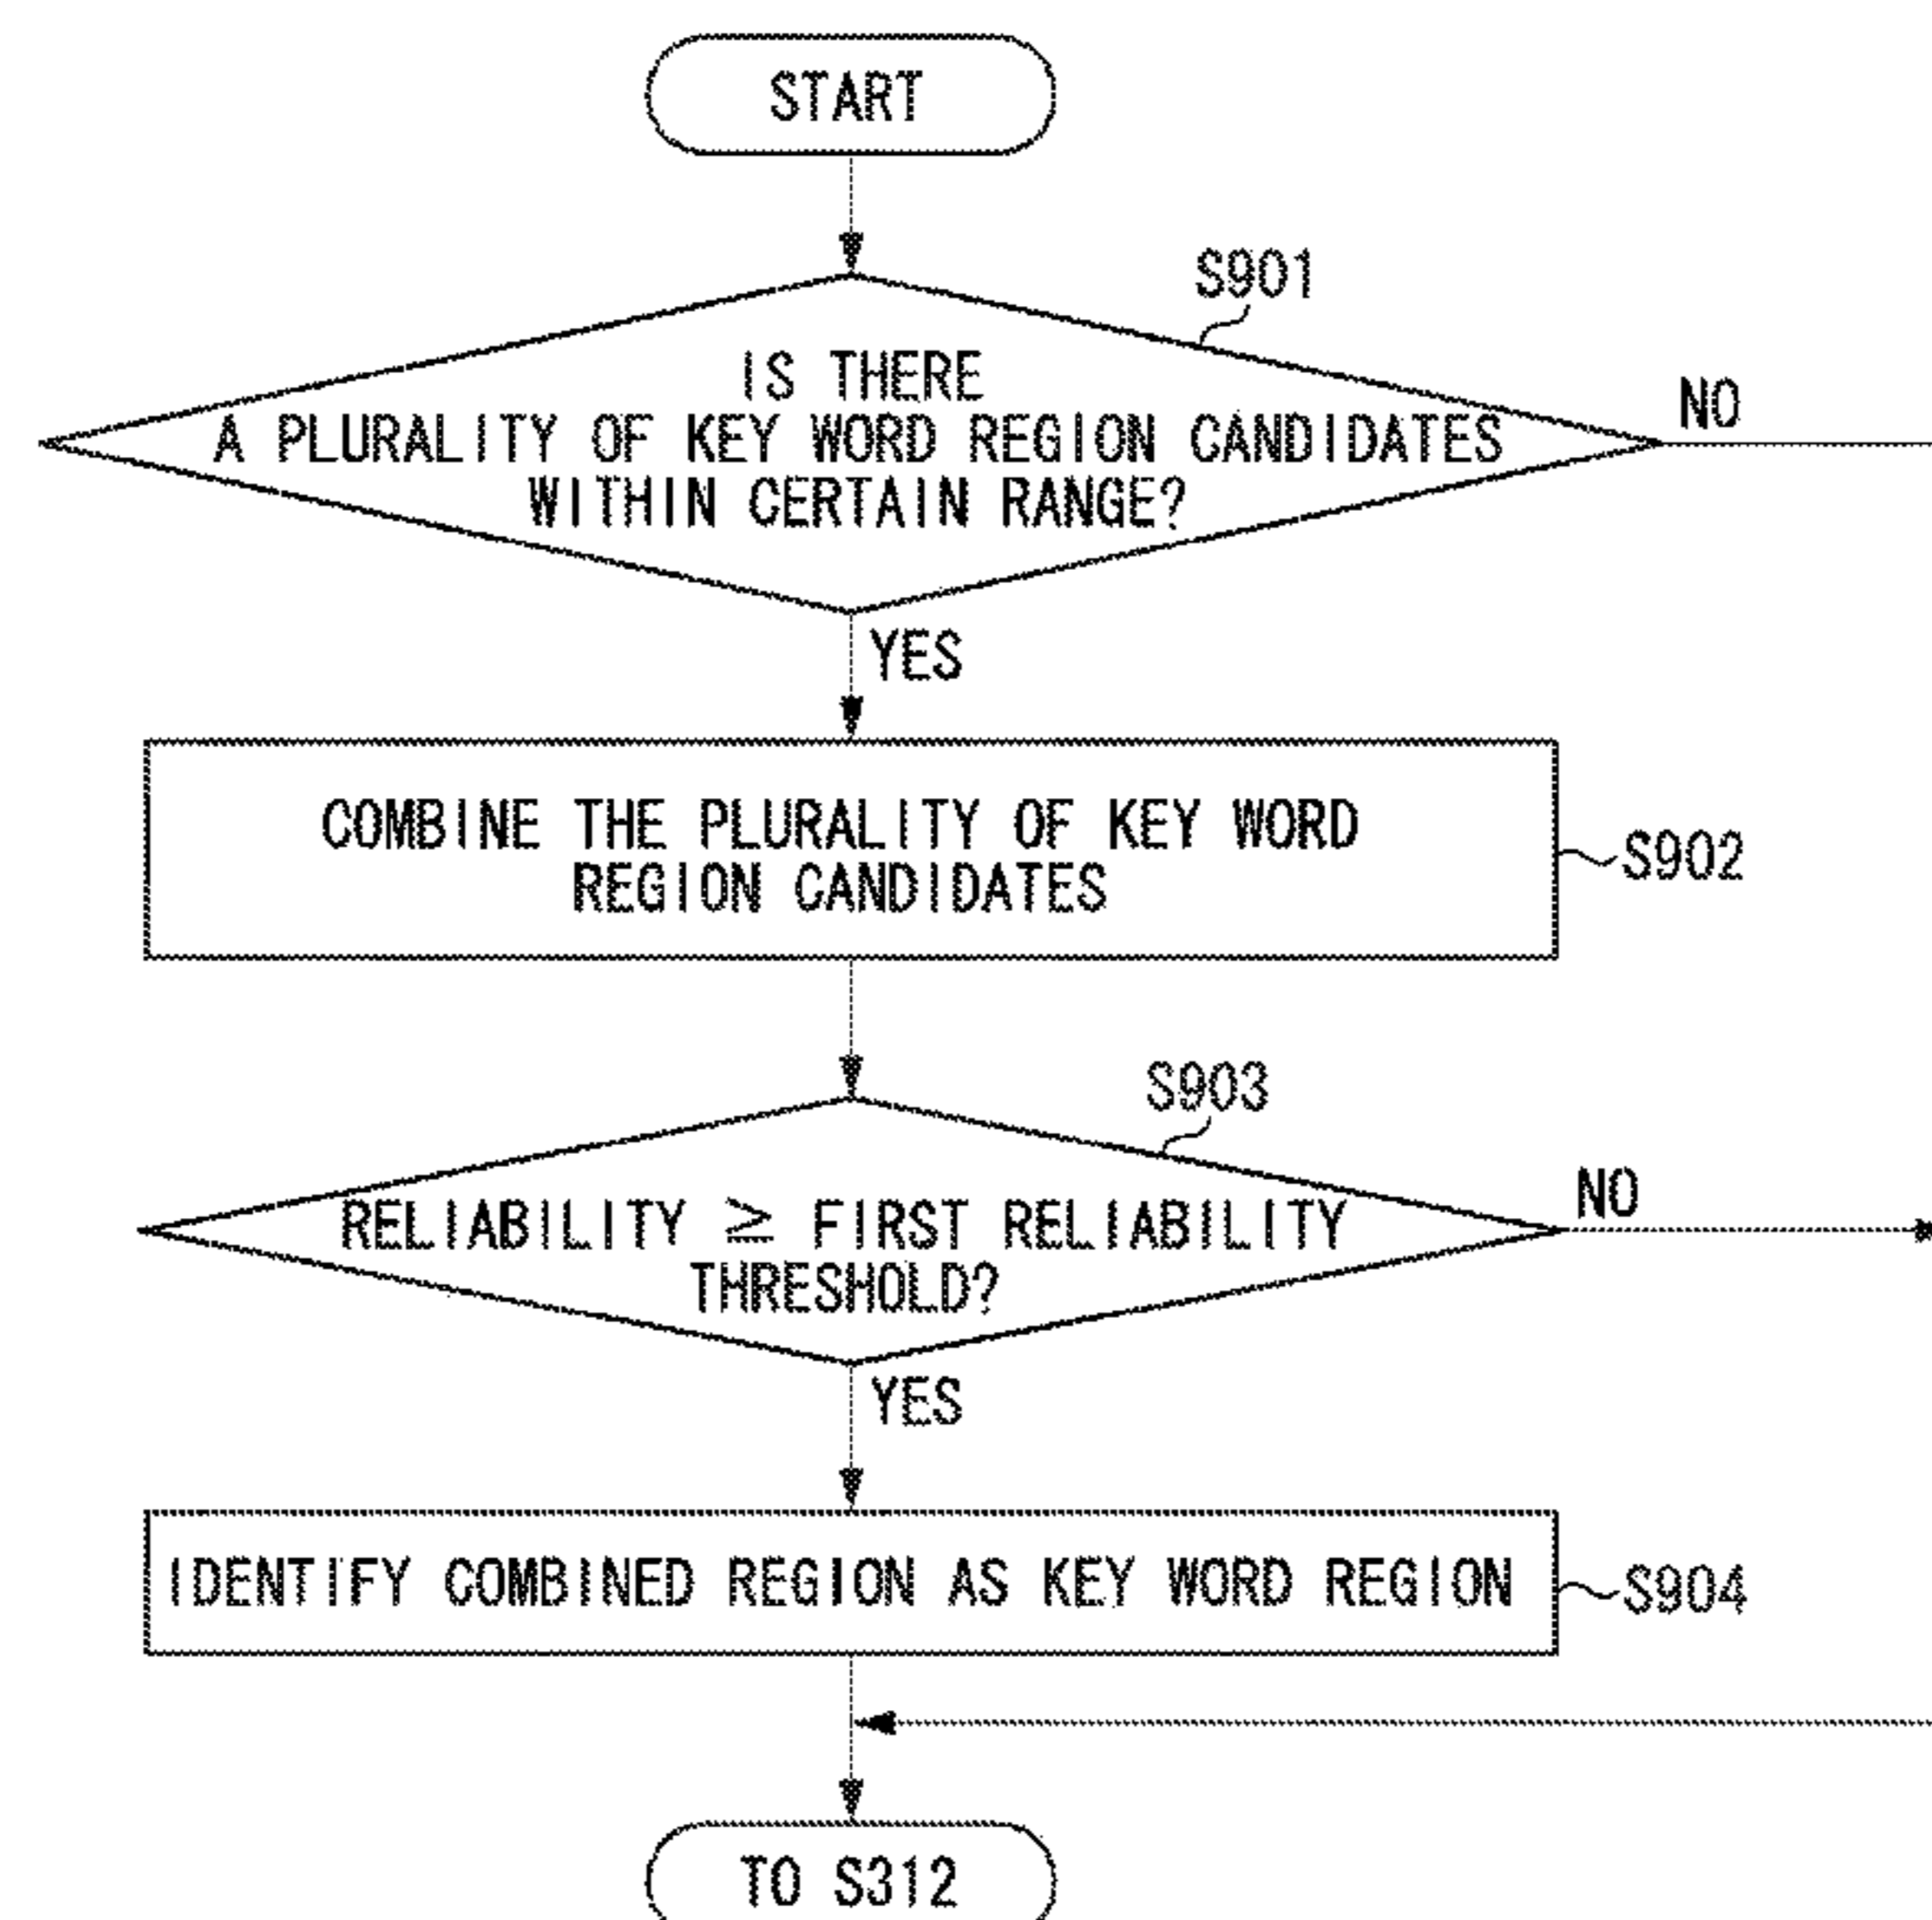 START
S901
IS THERE
A PLURALITY OF KEY WORD REGION CANDIDATES
WITHIN CERTAIN RANGE?
NO
YES
COMBINE THE PLURALITY OF KEY WORD
REGION CANDIDATES
S902
S903
RELIABILITY ≧ FIRST RELIABILITY
THRESHOLD?
NO
YES
IDENTIFY COMBINED REGION AS KEY WORD REGION
S904
TO S312